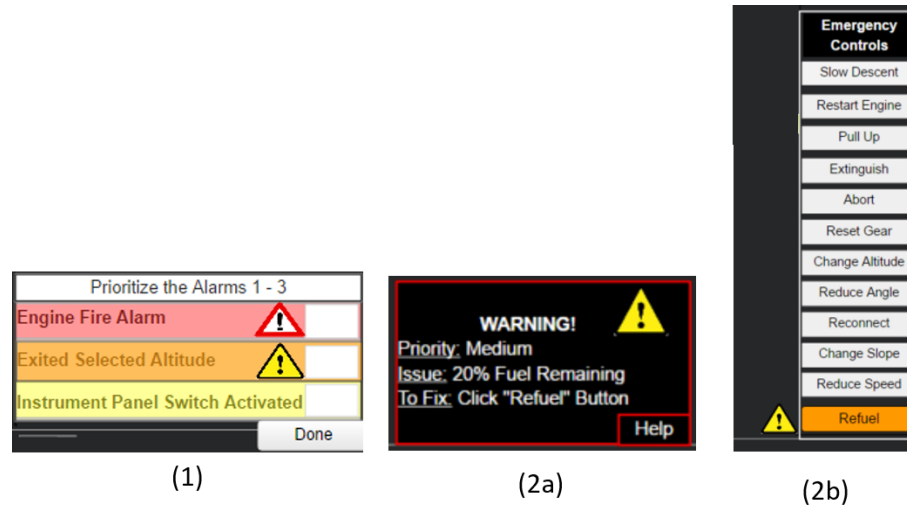 Prioritize the Alarms 1 - 3
Engine Fire Alarm
!
Exited Selected Altitude
!
Instrument Panel Switch Activated
Done
(1)
!
WARNING!
Priority: Medium
Issue: 20% Fuel Remaining
To Fix: Click "Refuel" Button
Help
(2a)
Emergency
Controls
Slow Descent
Restart Engine
Pull Up
Extinguish
Abort
Reset Gear
Change Altitude
Reduce Angle
Reconnect
Change Slope
Reduce Speed
!
Refuel
(2b)